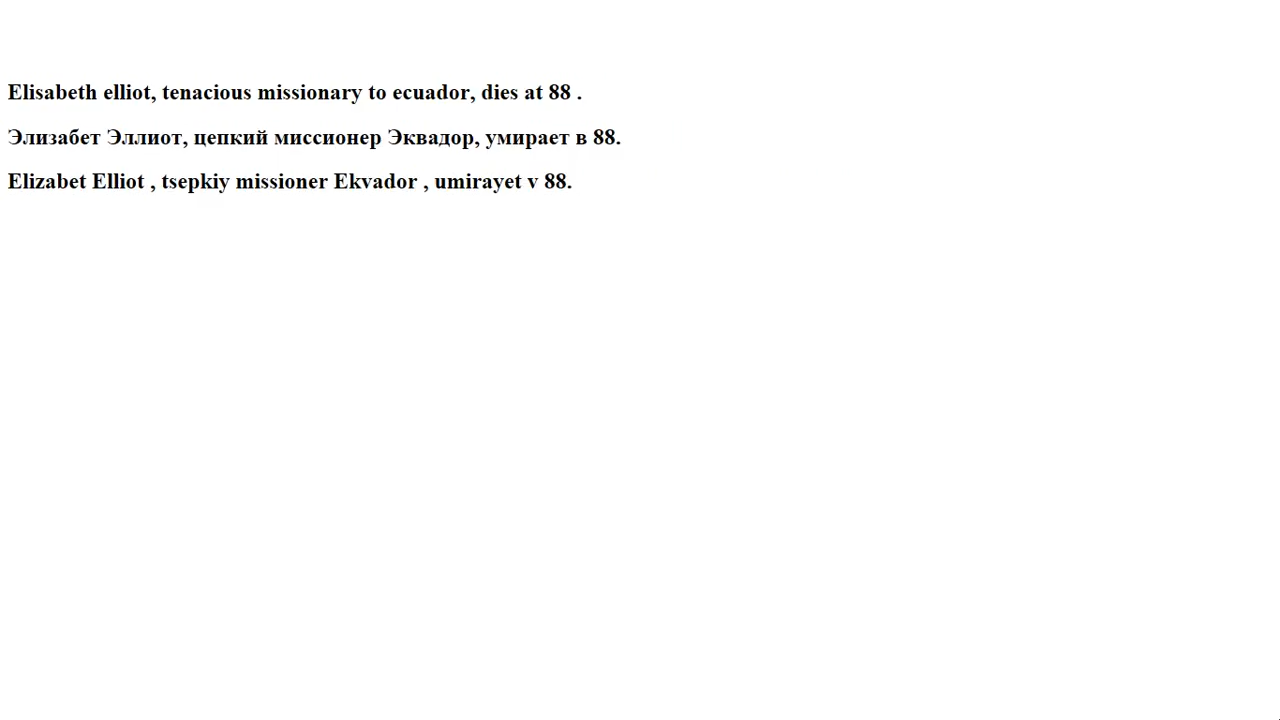 Elisabeth elliot, tenacious missionary to ecuador, dies at 88 .
Элизабет Эллиот, цепкий миссионер Эквадор, умирает в 88.
Elizabet Elliot , tsepkiy missioner Ekvador , umirayet v 88.